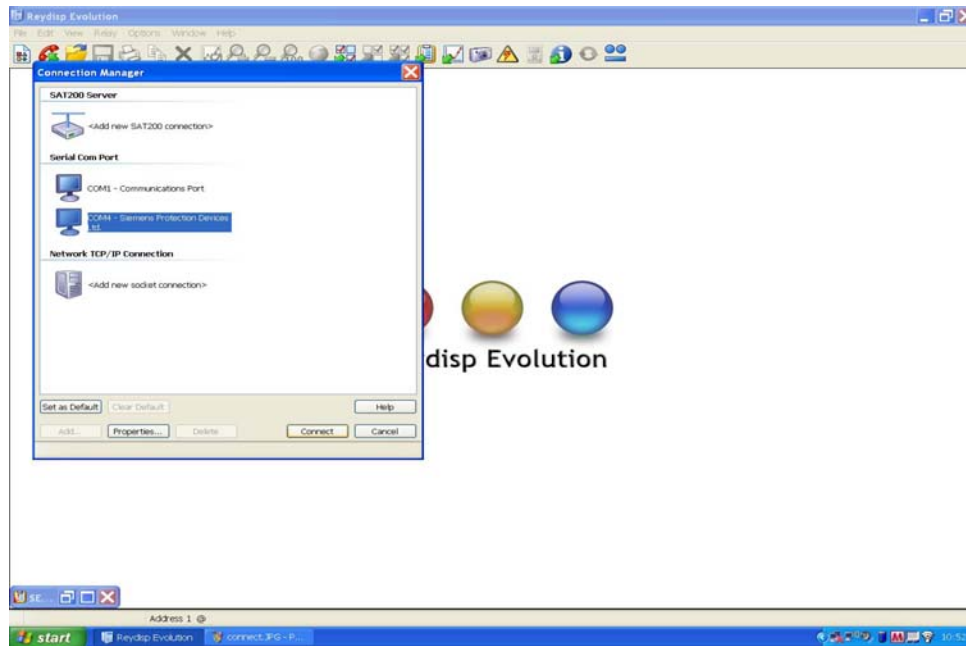 Reydisp Evolution
File Edit View Relay Options Window Help
Connection Manager
SAT200 Server
<Add new SAT200 connection>
Serial Com Port
COM1 - Communications Port
COM4 - Siemens Protection Devices
Ltd.
Network TCP/IP Connection
<Add new socket connection>
disp Evolution
Set as Default Clear Default Help
Add... Properties... Delete Connect Cancel
SE...
Address 1 @
start Reydisp Evolution connect.JPG - P... 10:52